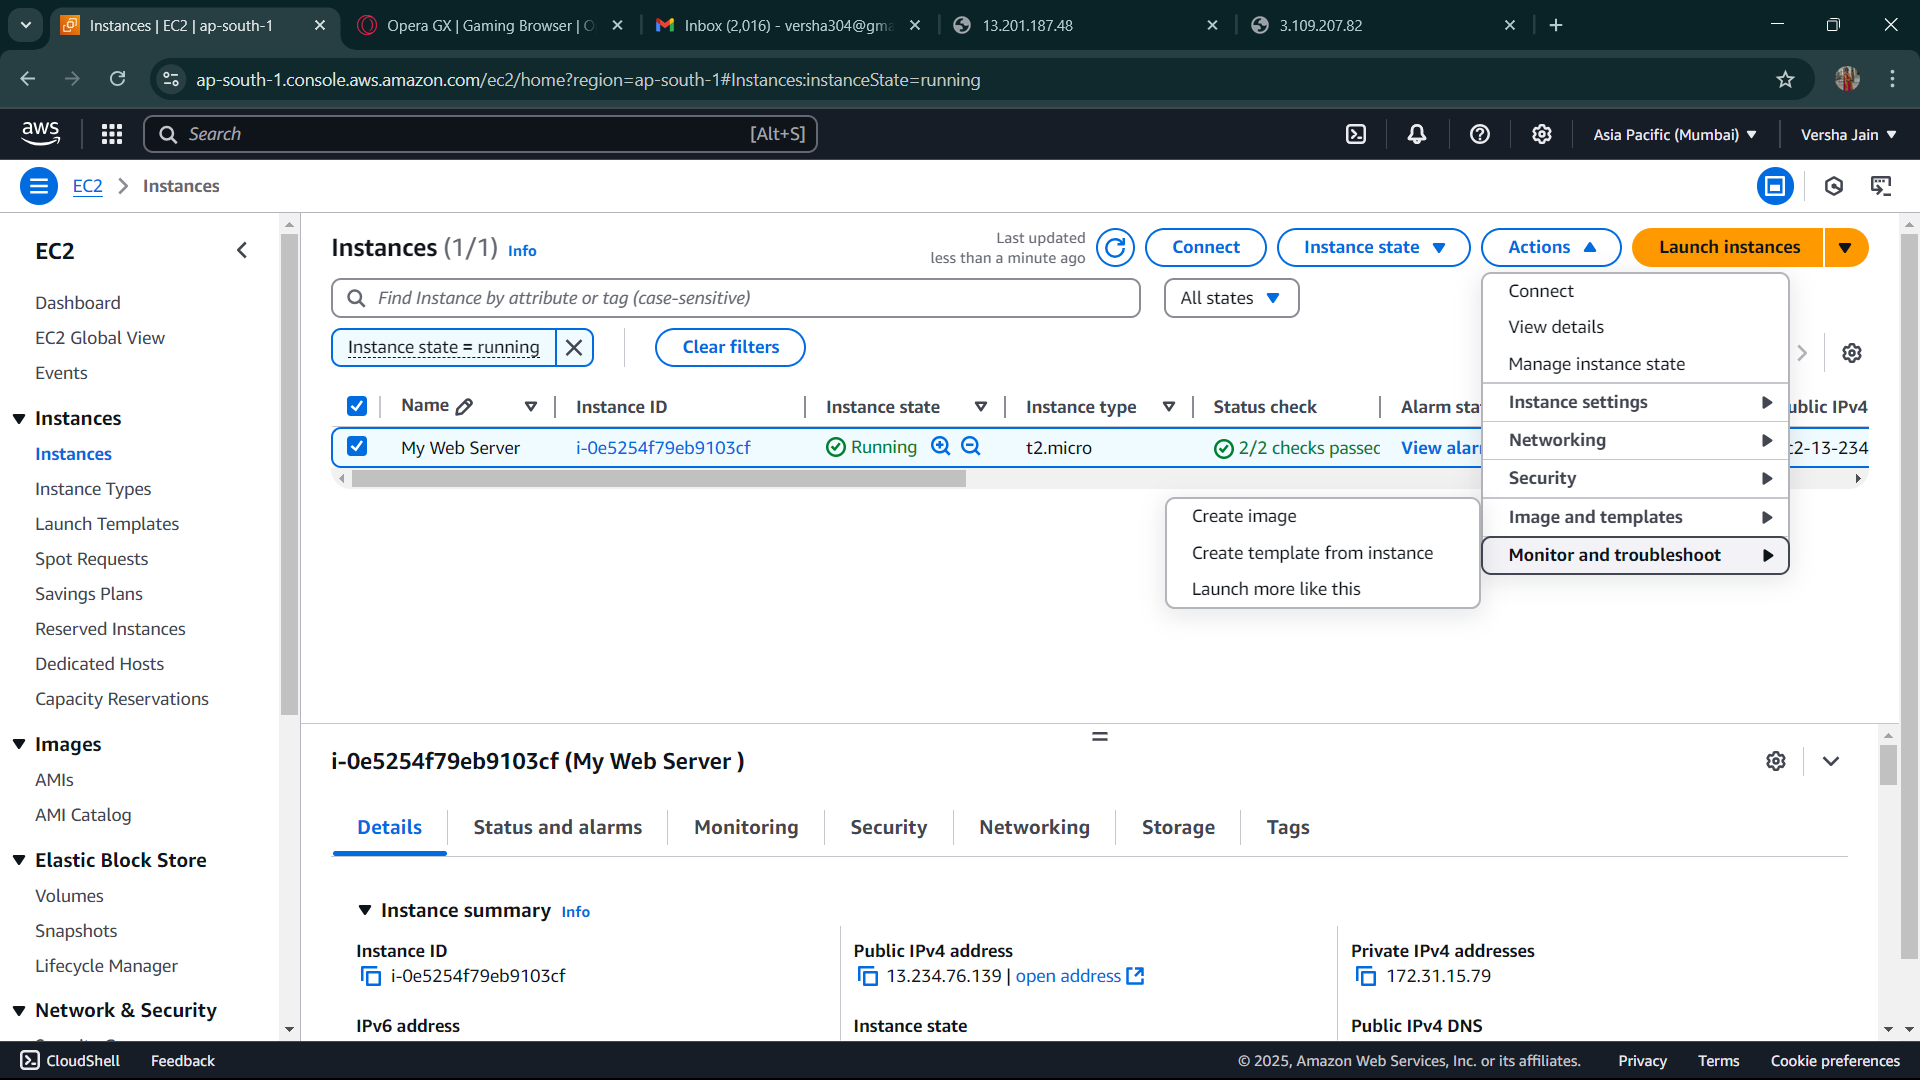 Instances | EC2 | ap-south-1
Opera GX | Gaming Browser | O
Inbox (2,016) - versha304@gma
13.201.187.48
3.109.207.82
ap-south-1.console.aws.amazon.com/ec2/home?region=ap-south-1#Instances:instanceState=running
aws
Search
[Alt+S]
Asia Pacific (Mumbai)
Versha Jain
EC2
Instances
EC2
Dashboard
EC2 Global View
Events
Instances
Instances
Instance Types
Launch Templates
Spot Requests
Savings Plans
Reserved Instances
Dedicated Hosts
Capacity Reservations
Images
AMIs
AMI Catalog
Elastic Block Store
Volumes
Snapshots
Lifecycle Manager
Network & Security
Instances (1/1) Info
Last updated
less than a minute ago
Connect
Instance state
Actions
Launch instances
Find Instance by attribute or tag (case-sensitive)
All states
Instance state = running
Clear filters
Name
Instance ID
Instance state
Instance type
Status check
Alarm sta
ublic IPv4
My Web Server
i-0e5254f79eb9103cf
Running
t2.micro
2/2 checks passec
View alar
:2-13-234
Connect
View details
Manage instance state
Instance settings
Networking
Security
Image and templates
Monitor and troubleshoot
Create image
Create template from instance
Launch more like this
i-0e5254f79eb9103cf (My Web Server )
Details
Status and alarms
Monitoring
Security
Networking
Storage
Tags
Instance summary Info
Instance ID
i-0e5254f79eb9103cf
Public IPv4 address
13.234.76.139 | open address
Private IPv4 addresses
172.31.15.79
IPv6 address
Instance state
Public IPv4 DNS
CloudShell
Feedback
© 2025, Amazon Web Services, Inc. or its affiliates.
Privacy
Terms
Cookie preferences